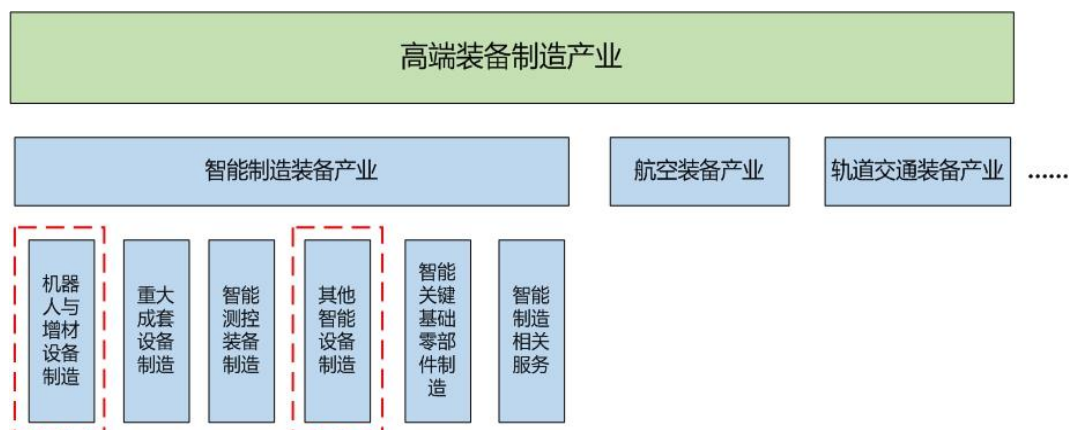 高端装备制造产业
智能制造装备产业
航空装备产业
轨道交通装备产业
......
机器
人与
增材
设备
制造
重大
成套
设备
制造
智能
测控
装备
制造
其他
智能
设备
制造
智能
关键
基础
零部
件制
造
智能
制造
相关
服务